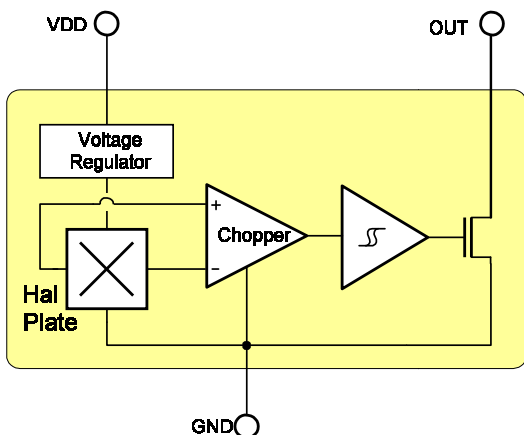 VDD
OUT
Voltage
Regulator
+
Chopper
−
Hal
Plate
GND